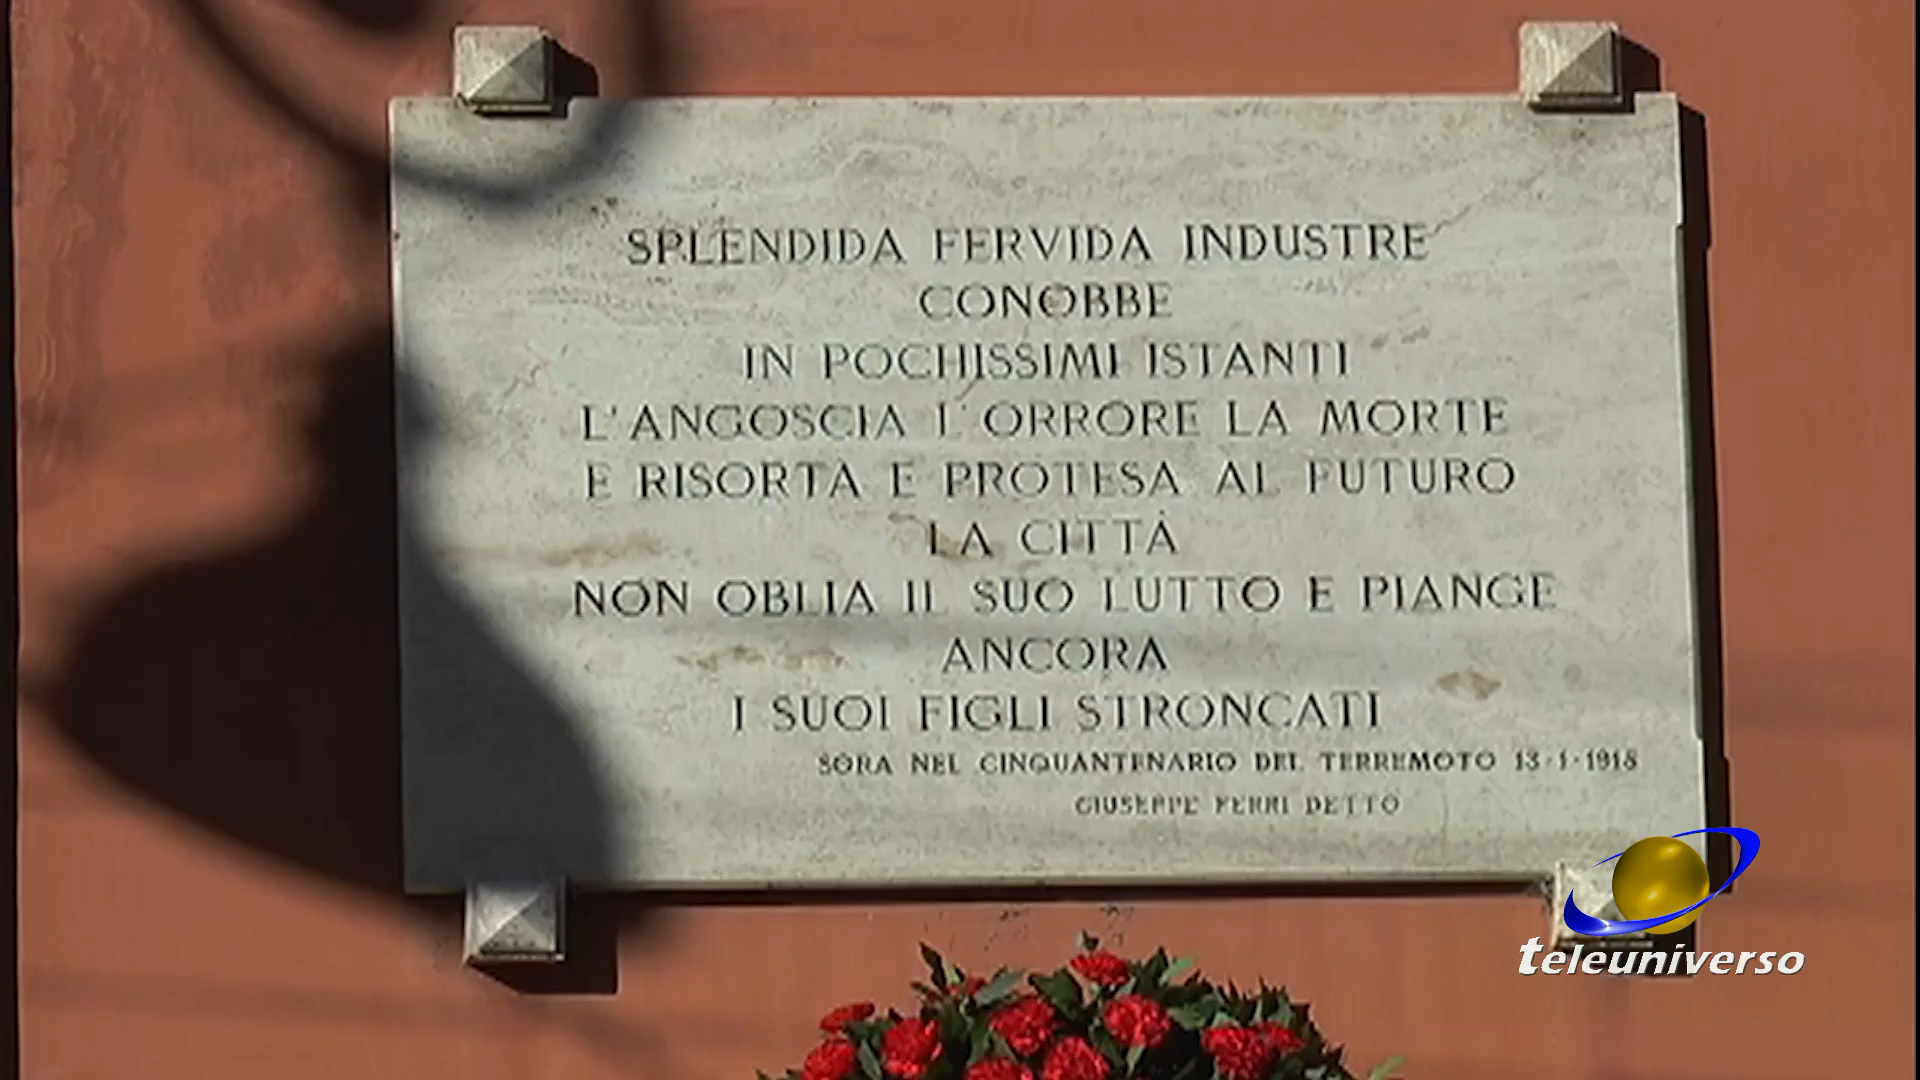 SPLENDIDA FERVIDA INDUSTRE
CONOBBE
IN POCHISSIMI ISTANTI
L'ANGOSCIA L'ORRORE LA MORTE
E RISORTA E PROTESA AL FUTURO
LA CITTÀ
NON OBLIA IL SUO LUTTO E PIANGE
ANCORA
I SUOI FIGLI STRONCATI
SORA NEL CINQUANTENARIO DEL TERREMOTO 13·1·1915
GIUSEPPE FERRI DETTÒ
teleuniverso